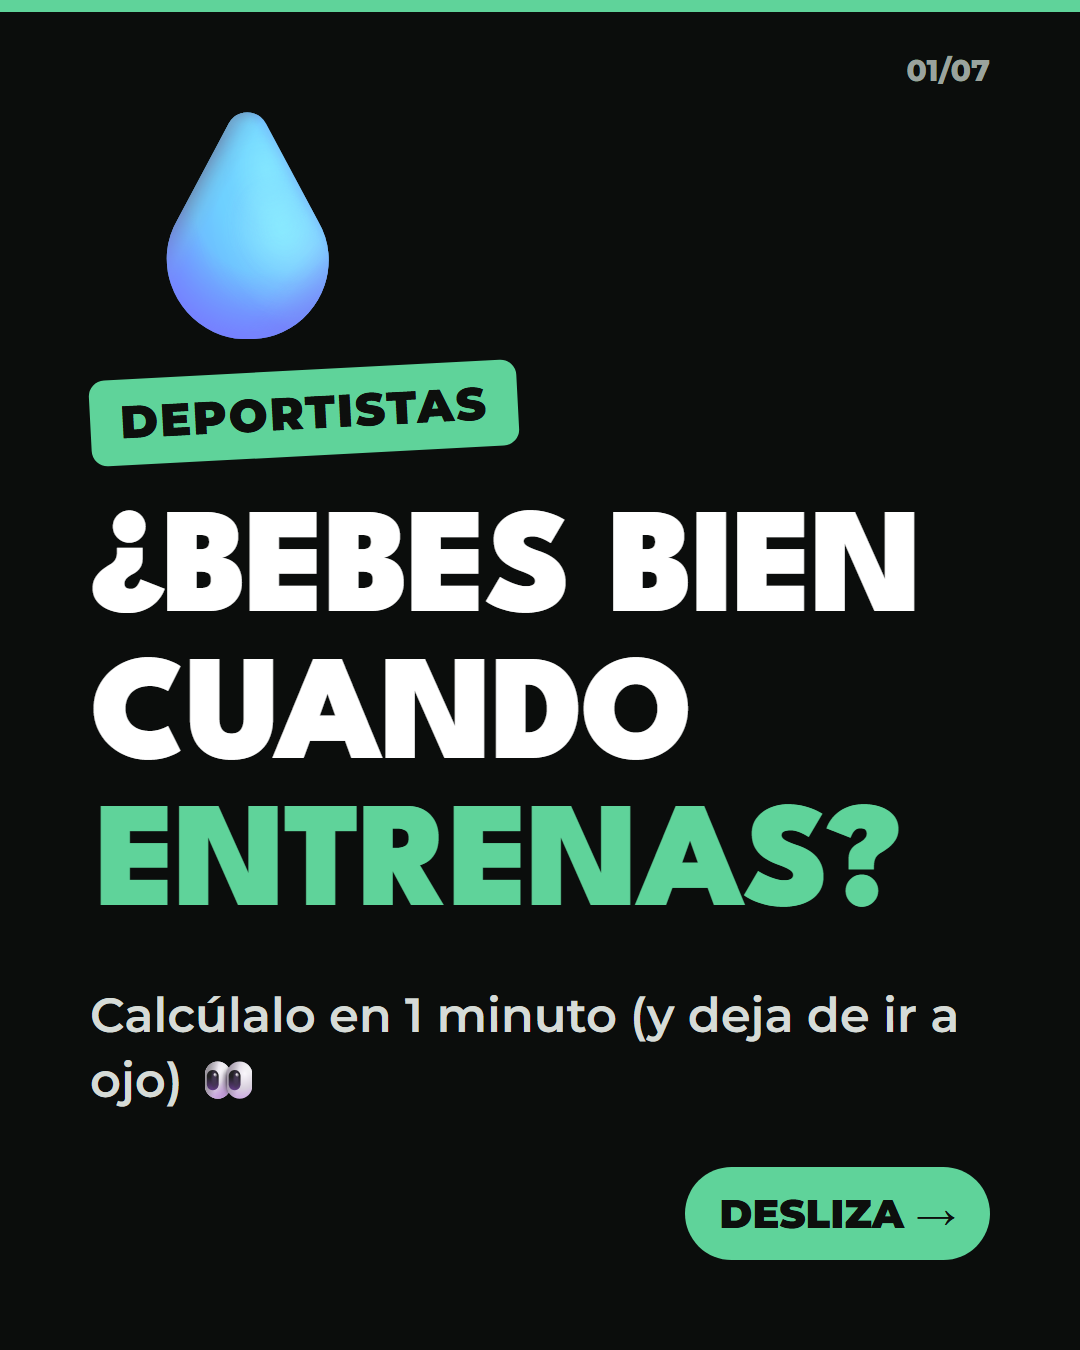 01/07
DEPORTISTAS
¿BEBES BIEN
CUANDO
ENTRENAS?
Calcúlalo en 1 minuto (y deja de ir a
ojo) 👀
DESLIZA →